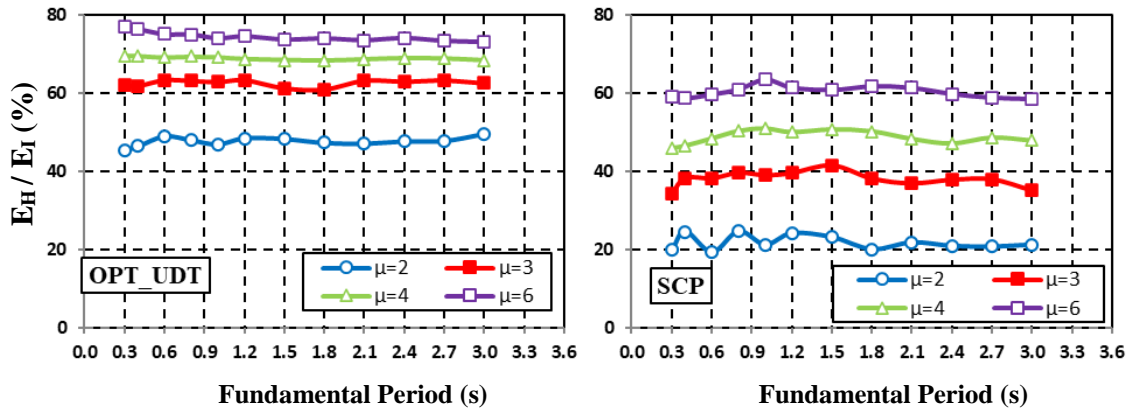 E_H / E_I (%)
80
60
40
20
0
OPT_UDT
μ=2
μ=3
μ=4
μ=6
0.0 0.3 0.6 0.9 1.2 1.5 1.8 2.1 2.4 2.7 3.0 3.3 3.6
Fundamental Period (s)
80
60
40
20
0
SCP
μ=2
μ=3
μ=4
μ=6
0.0 0.3 0.6 0.9 1.2 1.5 1.8 2.1 2.4 2.7 3.0 3.3 3.6
Fundamental Period (s)